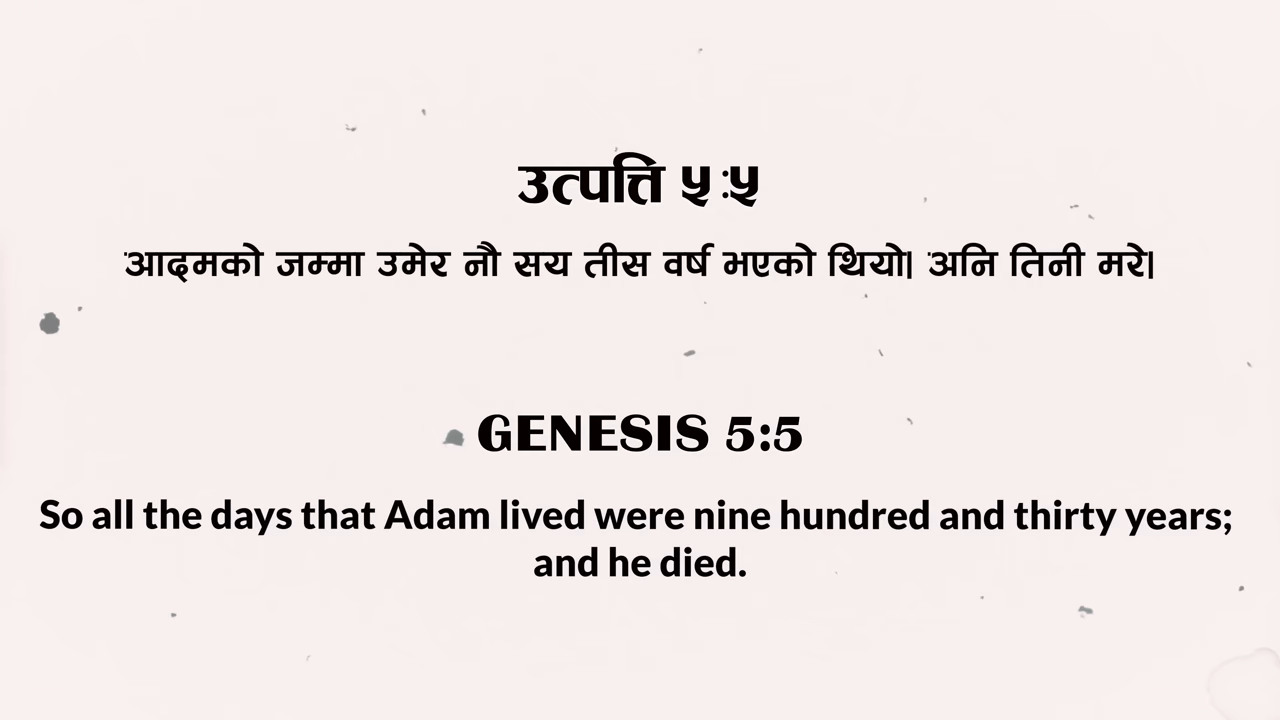 उत्पत्ति ५:५
आदमको जम्मा उमेर नौ सय तीस वर्ष भएको थियो। अनि तिनी मरे।
GENESIS 5:5
So all the days that Adam lived were nine hundred and thirty years;
and he died.